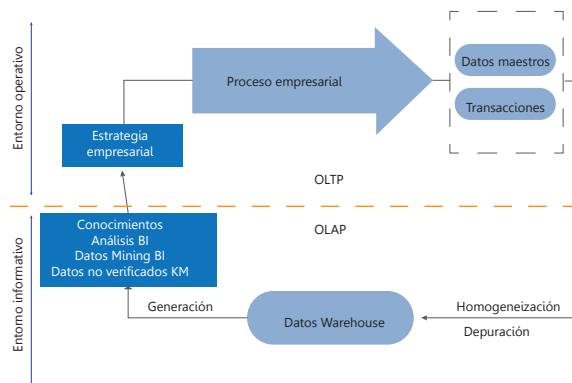 Entorno operativo
Proceso empresarial
Datos maestros
Transacciones
Estrategia
empresarial
OLTP
OLAP
Entorno informativo
Conocimientos
Análisis BI
Datos Mining BI
Datos no verificados KM
Generación
Datos Warehouse
Homogeneización
Depuración